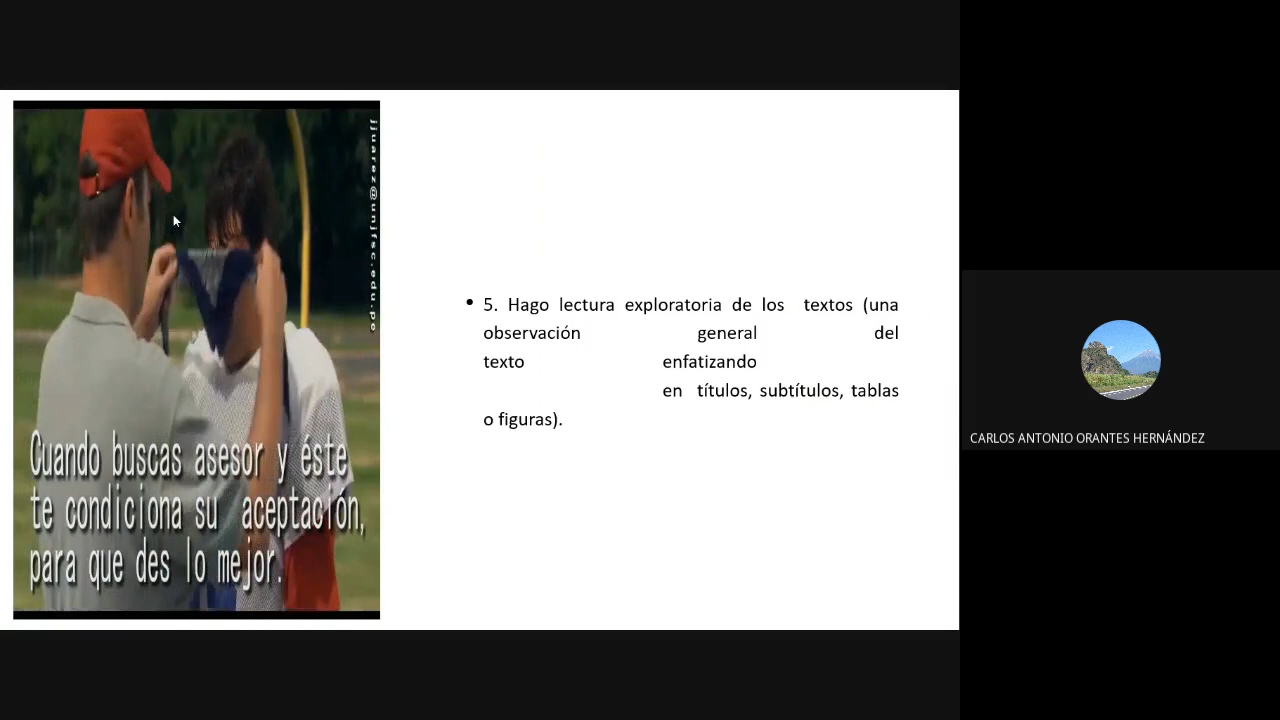 jjuarez@unjfsc.edu.pe
Cuando buscas asesor y éste
te condiciona su aceptación,
para que des lo mejor.
• 5. Hago lectura exploratoria de los textos (una
observación general del
texto enfatizando
en títulos, subtítulos, tablas
o figuras).
CARLOS ANTONIO ORANTES HERNÁNDEZ